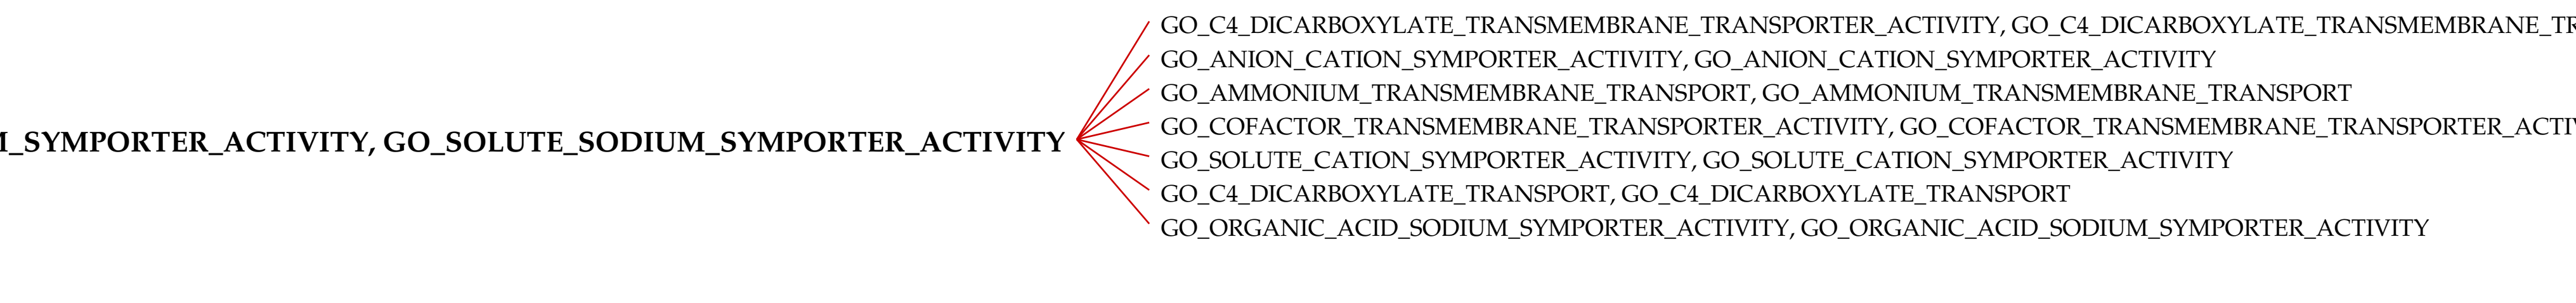 GO_C4_DICARBOXYLATE_TRANSMEMBRANE_TRANSPORTER_ACTIVITY, GO_C4_DICARBOXYLATE_TRANSMEMBRANE_TR
GO_ANION_CATION_SYMPORTER_ACTIVITY, GO_ANION_CATION_SYMPORTER_ACTIVITY
GO_AMMONIUM_TRANSMEMBRANE_TRANSPORT, GO_AMMONIUM_TRANSMEMBRANE_TRANSPORT
GO_COFACTOR_TRANSMEMBRANE_TRANSPORTER_ACTIVITY, GO_COFACTOR_TRANSMEMBRANE_TRANSPORTER_ACTIV
M_SYMPORTER_ACTIVITY, GO_SOLUTE_SODIUM_SYMPORTER_ACTIVITY
GO_SOLUTE_CATION_SYMPORTER_ACTIVITY, GO_SOLUTE_CATION_SYMPORTER_ACTIVITY
GO_C4_DICARBOXYLATE_TRANSPORT, GO_C4_DICARBOXYLATE_TRANSPORT
GO_ORGANIC_ACID_SODIUM_SYMPORTER_ACTIVITY, GO_ORGANIC_ACID_SODIUM_SYMPORTER_ACTIVITY